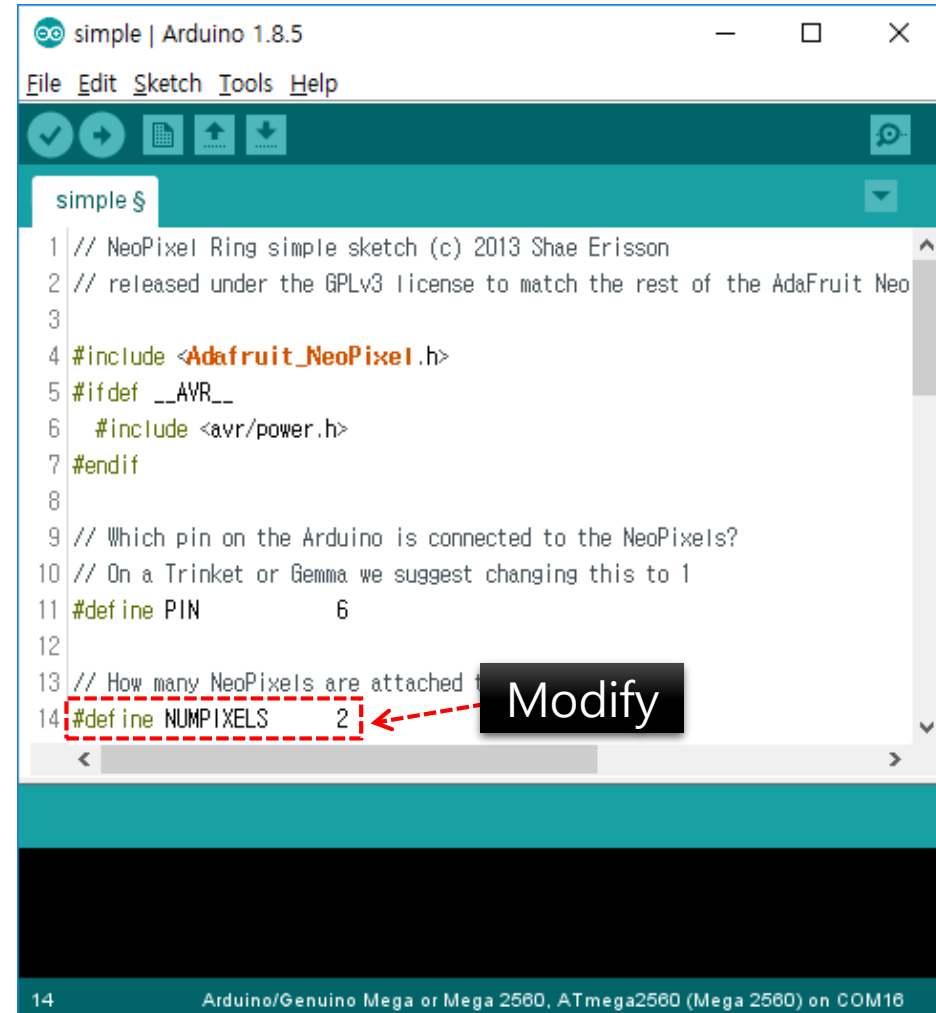 simple | Arduino 1.8.5
File Edit Sketch Tools Help
simple §
1 // NeoPixel Ring simple sketch (c) 2013 Shae Erisson
2 // released under the GPLv3 license to match the rest of the AdaFruit Neo
3
4 #include <Adafruit_NeoPixel.h>
5 #ifdef __AVR__
6   #include <avr/power.h>
7 #endif
8
9 // Which pin on the Arduino is connected to the NeoPixels?
10 // On a Trinket or Gemma we suggest changing this to 1
11 #define PIN            6
12
13 // How many NeoPixels are attached t
Modify
14 #define NUMPIXELS      2
14 Arduino/Genuino Mega or Mega 2560, ATmega2560 (Mega 2560) on COM16